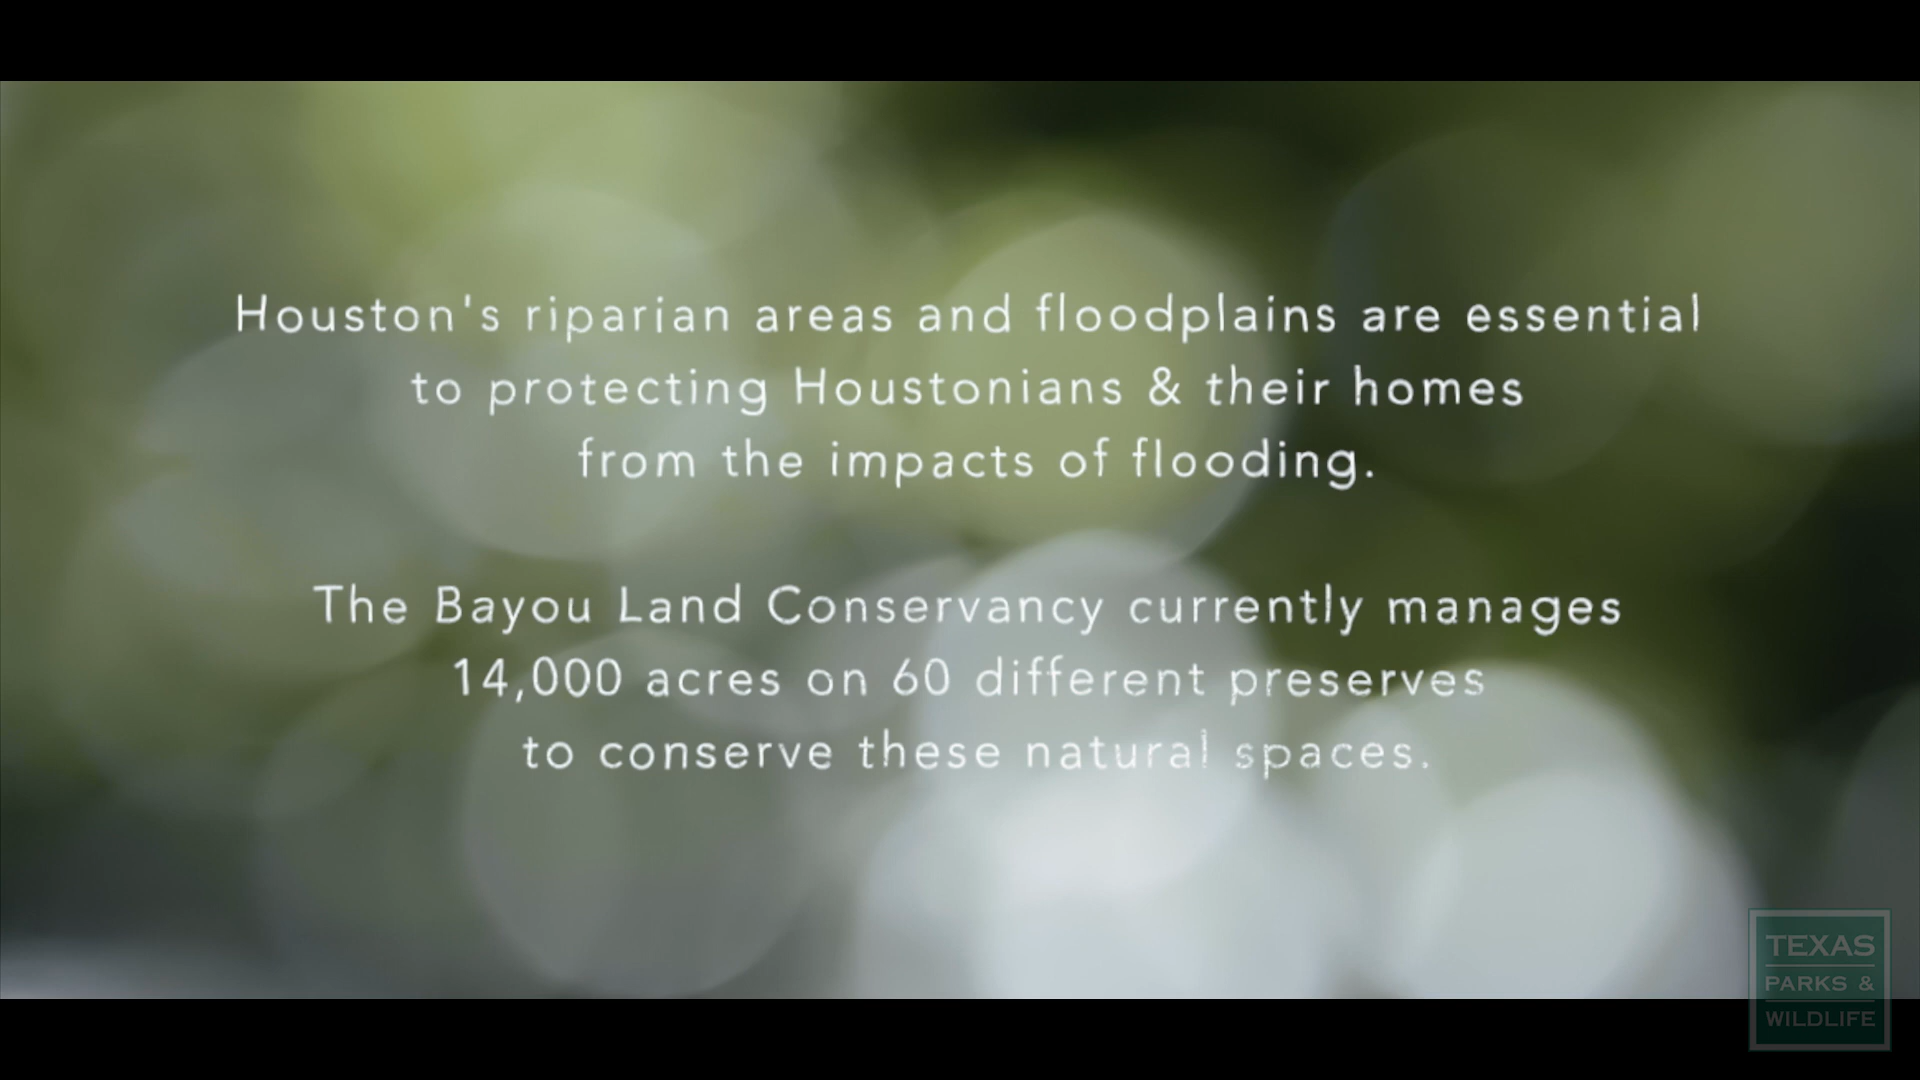 Houston's riparian areas and floodplains are essential
to protecting Houstonians & their homes
from the impacts of flooding.
The Bayou Land Conservancy currently manages
14,000 acres on 60 different preserves
to conserve these natural spaces.
TEXAS
PARKS &
WILDLIFE